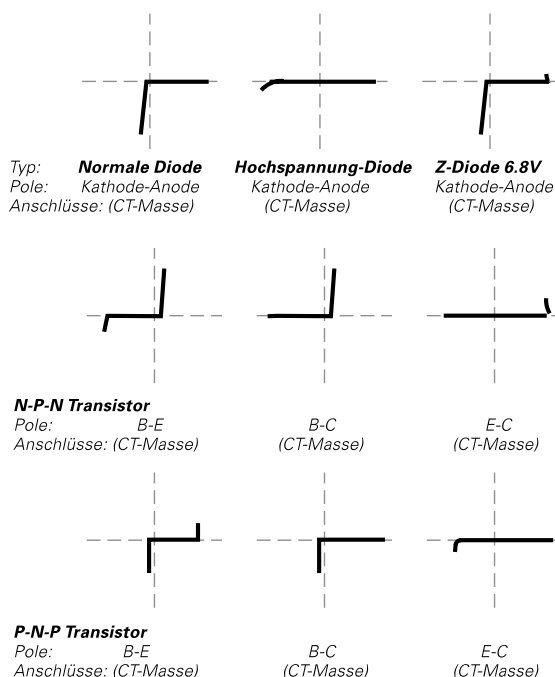 Typ: Normale Diode Hochspannung-Diode Z-Diode 6.8V
Pole: Kathode-Anode Kathode-Anode Kathode-Anode
Anschlüsse: (CT-Masse) (CT-Masse) (CT-Masse)
N-P-N Transistor
Pole: B-E B-C E-C
Anschlüsse: (CT-Masse) (CT-Masse) (CT-Masse)
P-N-P Transistor
Pole: B-E B-C E-C
Anschlüsse: (CT-Masse) (CT-Masse) (CT-Masse)